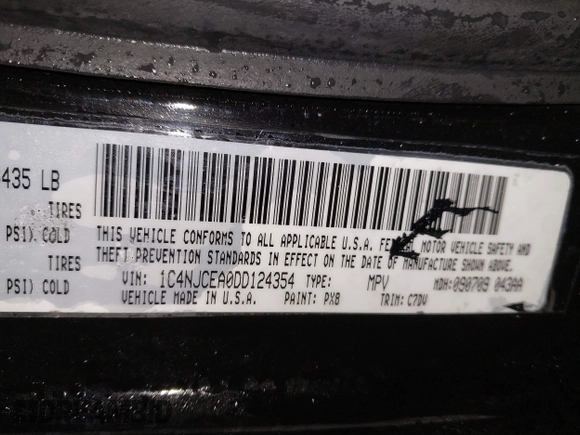 435 LB
TIRES
PSI) COLD
TIRES
PSI) COLD
THIS VEHICLE CONFORMS TO ALL APPLICABLE U.S.A. MOTOR VEHICLE SAFETY AND
THEFT PREVENTION STANDARDS IN EFFECT ON THE DATE OF MANUFACTURE SHOWN ABOVE.
VIN: 1C4NJCEA0DD124354 TYPE: MPV MDH: 090709 043AA
VEHICLE MADE IN U.S.A. PAINT: PX8 TRIM: C7DV